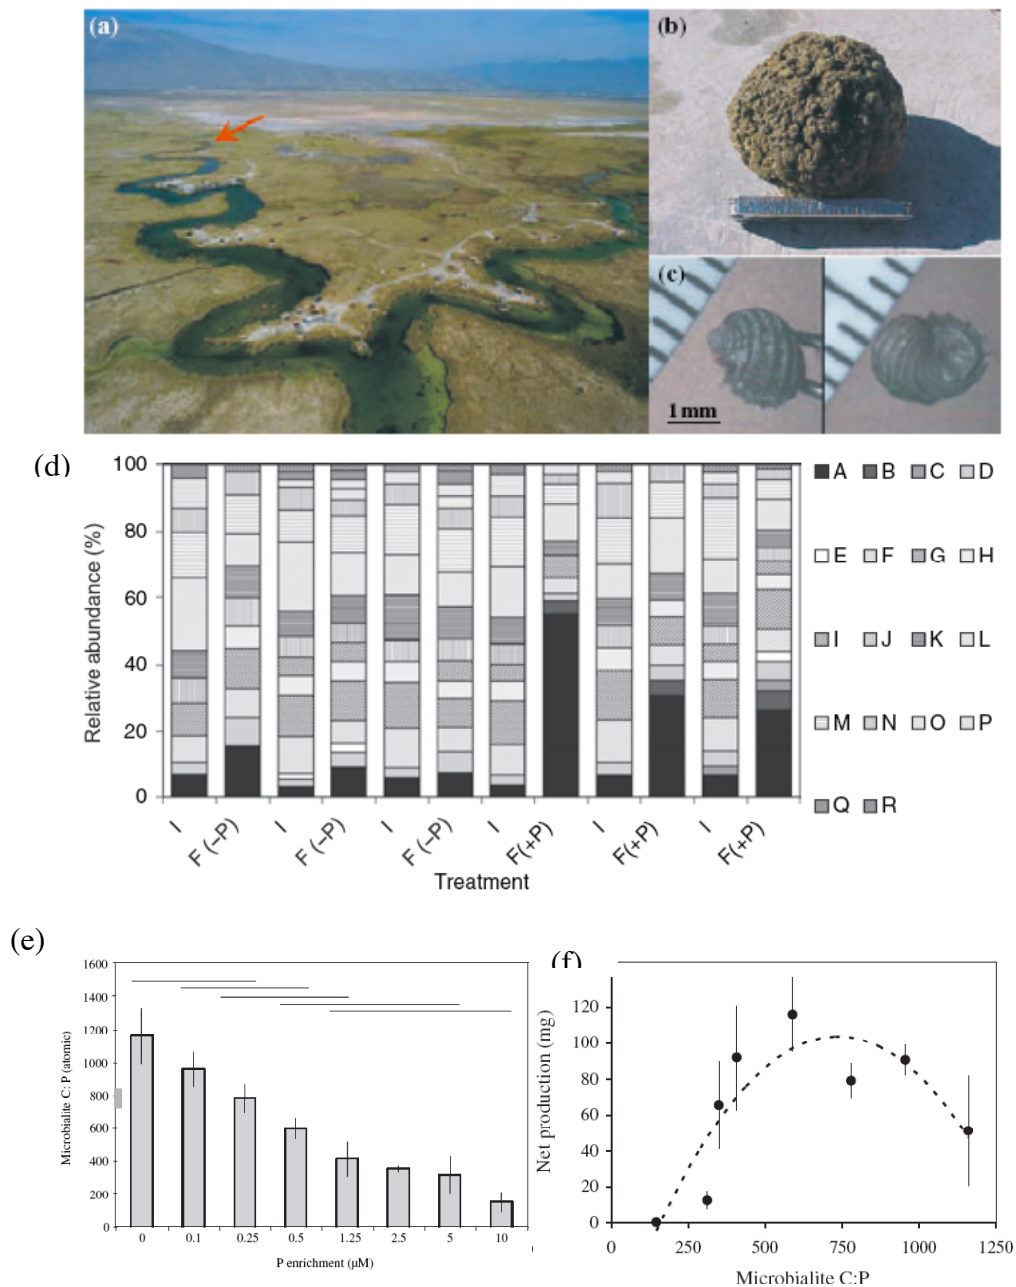 (a)
(b)
(c)
1 mm
(d)
100
80
60
40
20
0
Relative abundance (%)
I
F (–P)
I
F (–P)
I
F (–P)
I
F(+P)
I
F(+P)
I
F(+P)
Treatment
A B C D
E F G H
I J K L
M N O P
Q R
(e)
1600
1400
1200
1000
800
600
400
200
0
Microbialite C: P (atomic)
0 0.1 0.25 0.5 1.25 2.5 5 10
P enrichment (µM)
(f)
120
100
80
60
40
20
0
Net production (mg)
0 250 500 750 1000 1250
Microbialite C:P